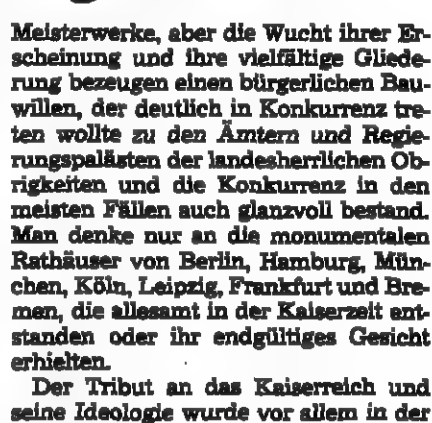 Meisterwerke, aber die Wucht ihrer Er-
scheinung und ihre vielfältige Gliede-
rung bezeugen einen bürgerlichen Bau-
willen, der deutlich in Konkurrenz tre-
ten wollte zu den Ämtern und Regie-
rungspalästen der landesherrlichen Ob-
rigkeiten und die Konkurrenz in den
meisten Fällen auch glanzvoll bestand.
Man denke nur an die monumentalen
Rathäuser von Berlin, Hamburg, Mün-
chen, Köln, Leipzig, Frankfurt und Bre-
men, die allesamt in der Kaiserzeit ent-
standen oder ihr endgültiges Gesicht
erhielten.
Der Tribut an das Kaiserreich und
seine Ideologie wurde vor allem in der